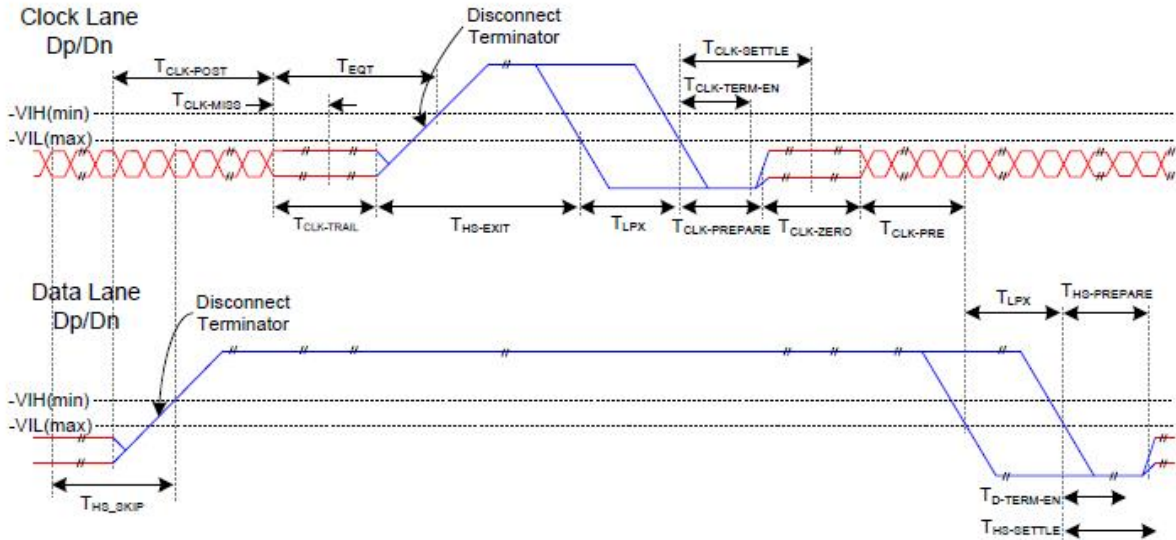 Clock Lane
Dp/Dn
Disconnect
Terminator
TCLK-POST
TEOT
TCLK-SETTLE
TCLK-MISS
TCLK-TERM-EN
-VIH(min)
-VIL(max)
TCLK-TRAIL
THS-EXIT
TLPX
TCLK-PREPARE
TCLK-ZERO
TCLK-PRE
Data Lane
Dp/Dn
Disconnect
Terminator
TLPX
THS-PREPARE
-VIH(min)
-VIL(max)
THS_SKIP
TD-TERM-EN
THS-SETTLE